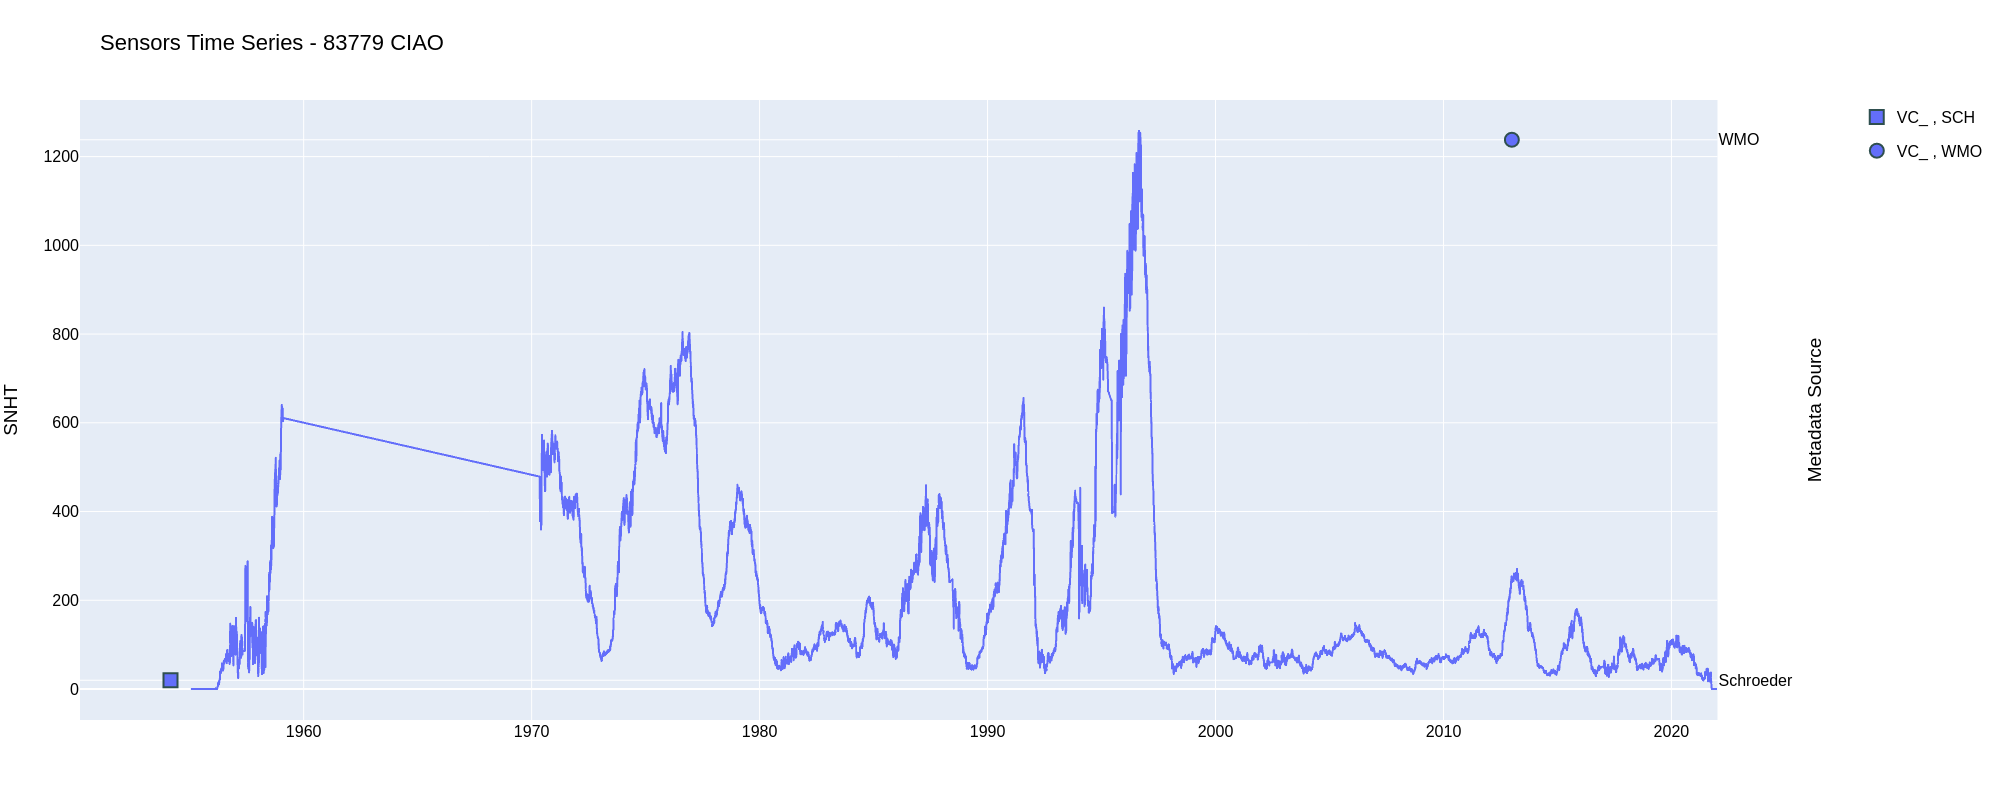 Sensors Time Series - 83779 CIAO
VC_ , SCH
VC_ , WMO
WMO
Schroeder
Metadata Source
SNHT
1200
1000
800
600
400
200
0
1960 1970 1980 1990 2000 2010 2020